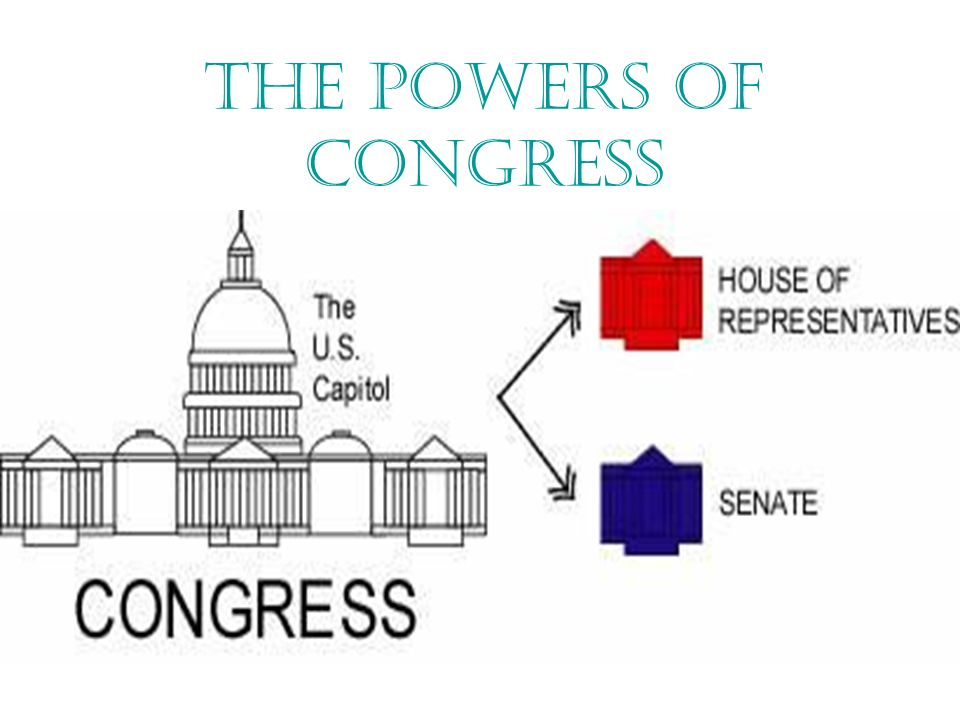 THE POWERS OF
CONGRESS
The
U.S.
Capitol
HOUSE OF
REPRESENTATIVES
SENATE
CONGRESS